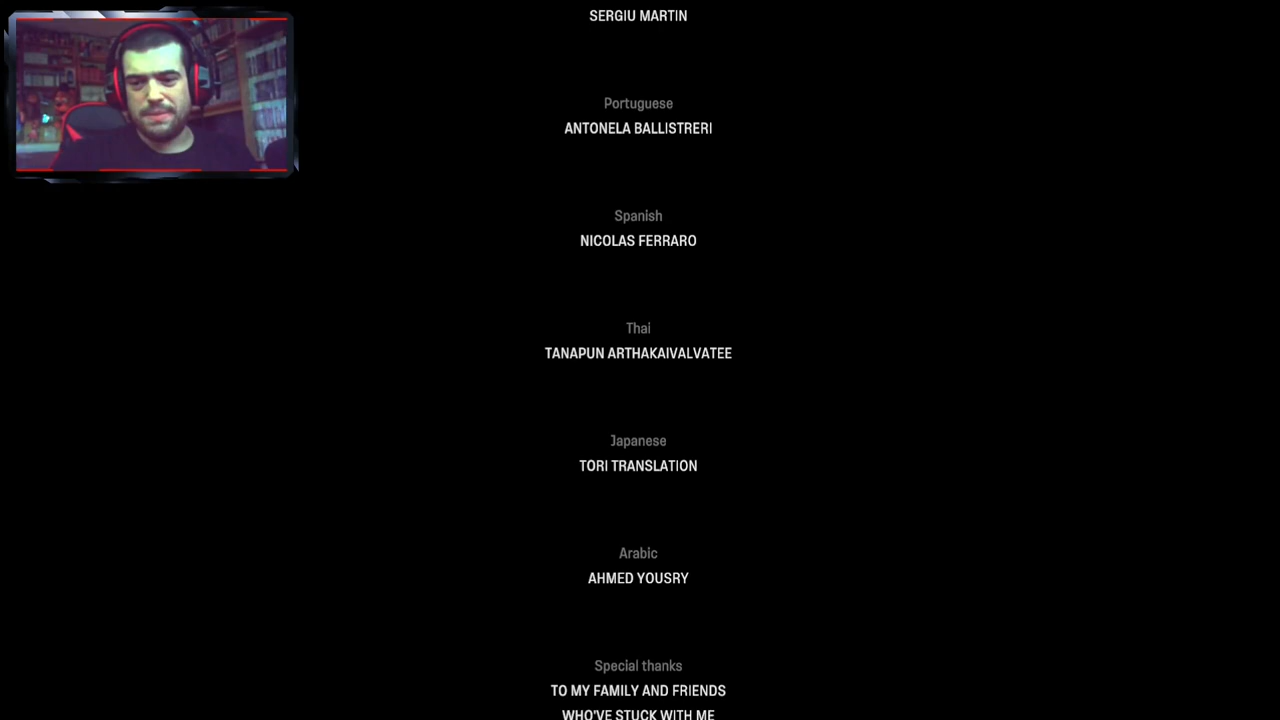 SERGIU MARTIN
Portuguese
ANTONELA BALLISTRERI
Spanish
NICOLAS FERRARO
Thai
TANAPUN ARTHAKAIVALVATEE
Japanese
TORI TRANSLATION
Arabic
AHMED YOUSRY
Special thanks
TO MY FAMILY AND FRIENDS
WHO'VE STUCK WITH ME